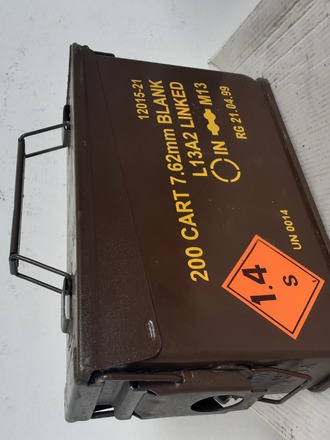 12015-21
200 CART 7.62mm BLANK
L13A2 LINKED
IN M13
RG 21-04-99
UN 0014
1.4
S